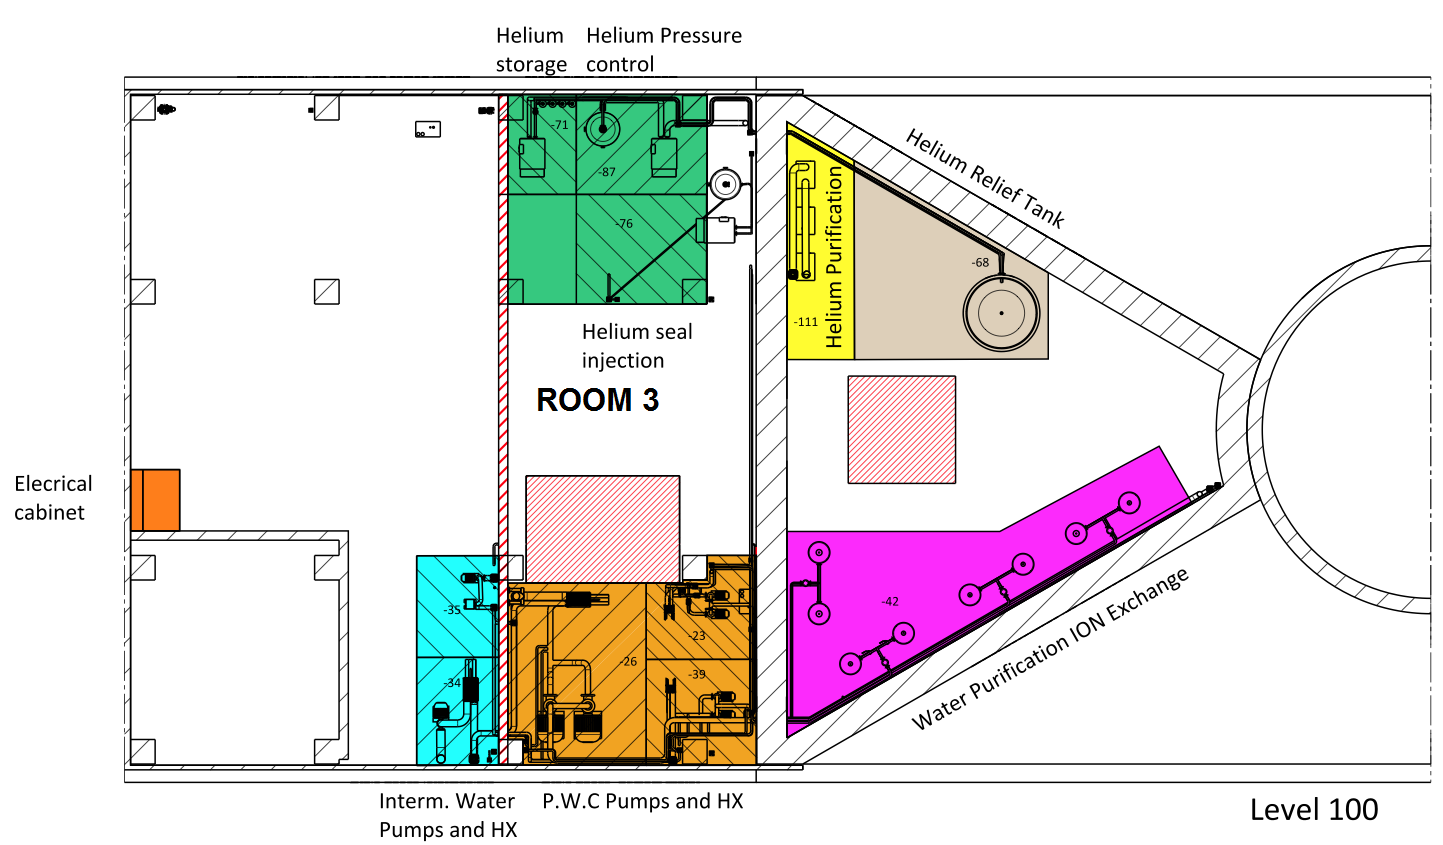 Helium Helium Pressure
storage control
-71
-87
-76
Helium Purification
-111
Helium Relief Tank
-68
Helium seal
injection
ROOM 3
Elecrical
cabinet
-35
-34
-26
-23
-39
-42
Water Purification ION Exchange
Interm. Water
Pumps and HX
P.W.C Pumps and HX
Level 100